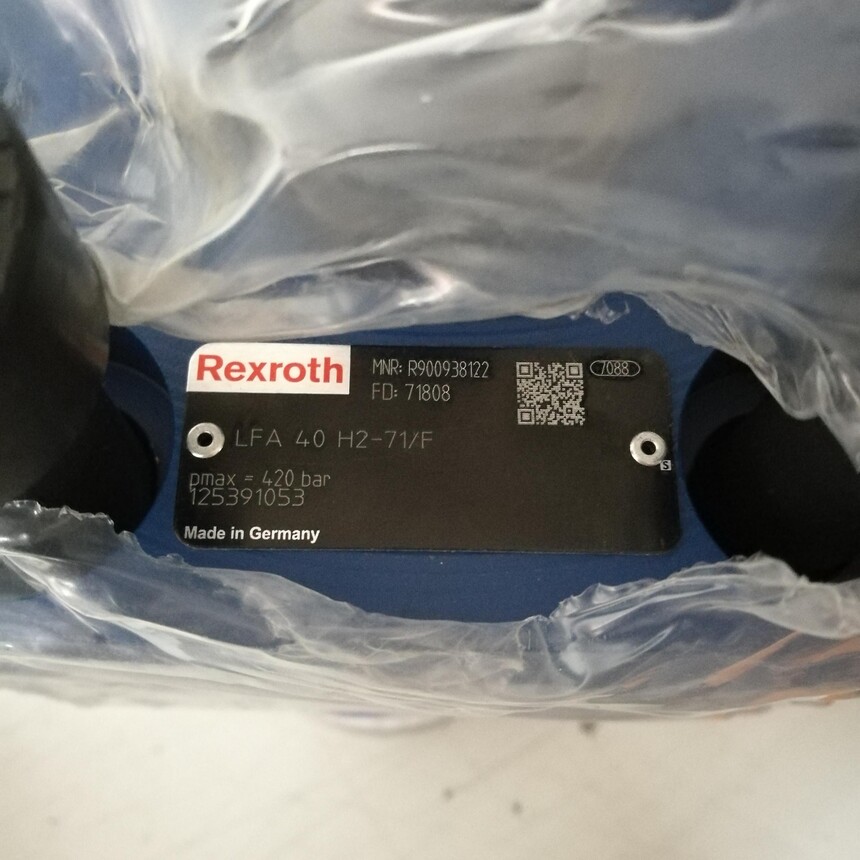 Rexroth
MNR: R900938122
FD: 71808
7088
LFA 40 H2-71/F
pmax = 420 bar
125391053
Made in Germany
S